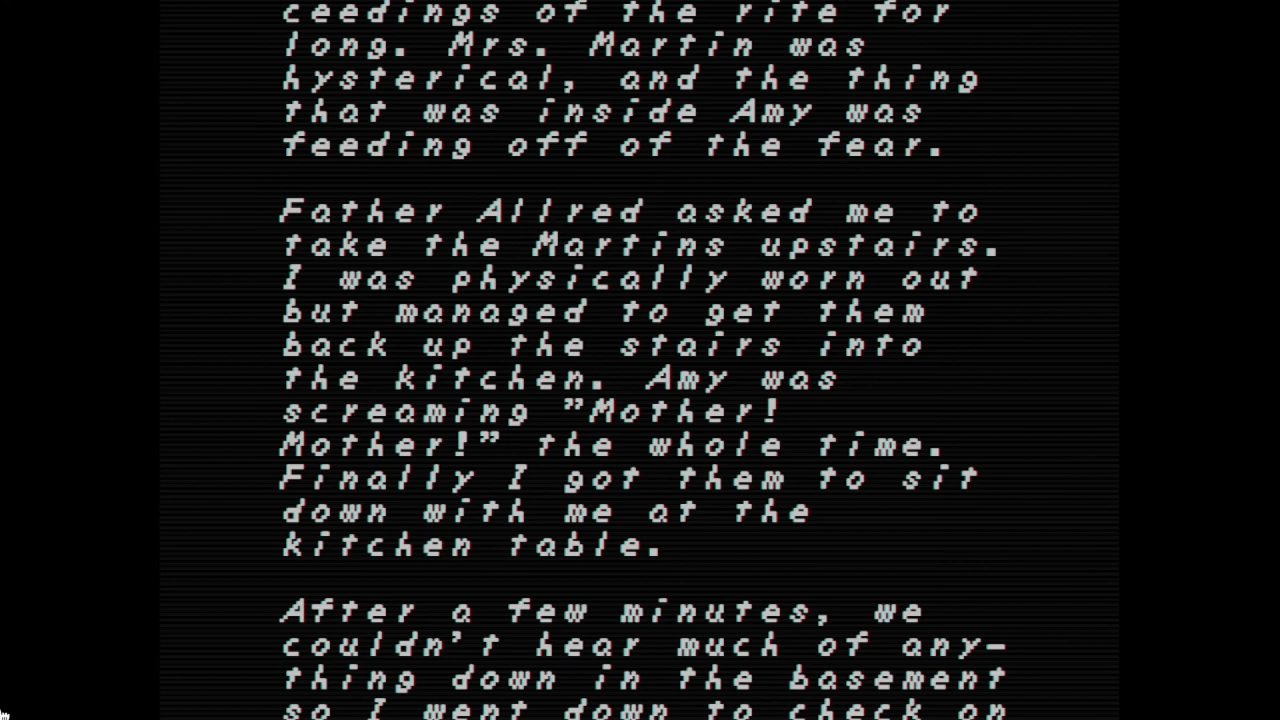 ceedings of the rite for
long. Mrs. Martin was
hysterical, and the thing
that was inside Amy was
feeding off of the fear.
Father Allred asked me to
take the Martins upstairs.
I was physically worn out
but managed to get them
back up the stairs into
the kitchen. Amy was
screaming "Mother!
Mother!" the whole time.
Finally I got them to sit
down with me at the
kitchen table.
After a few minutes, we
couldn't hear much of any-
thing down in the basement
so I went down to check on